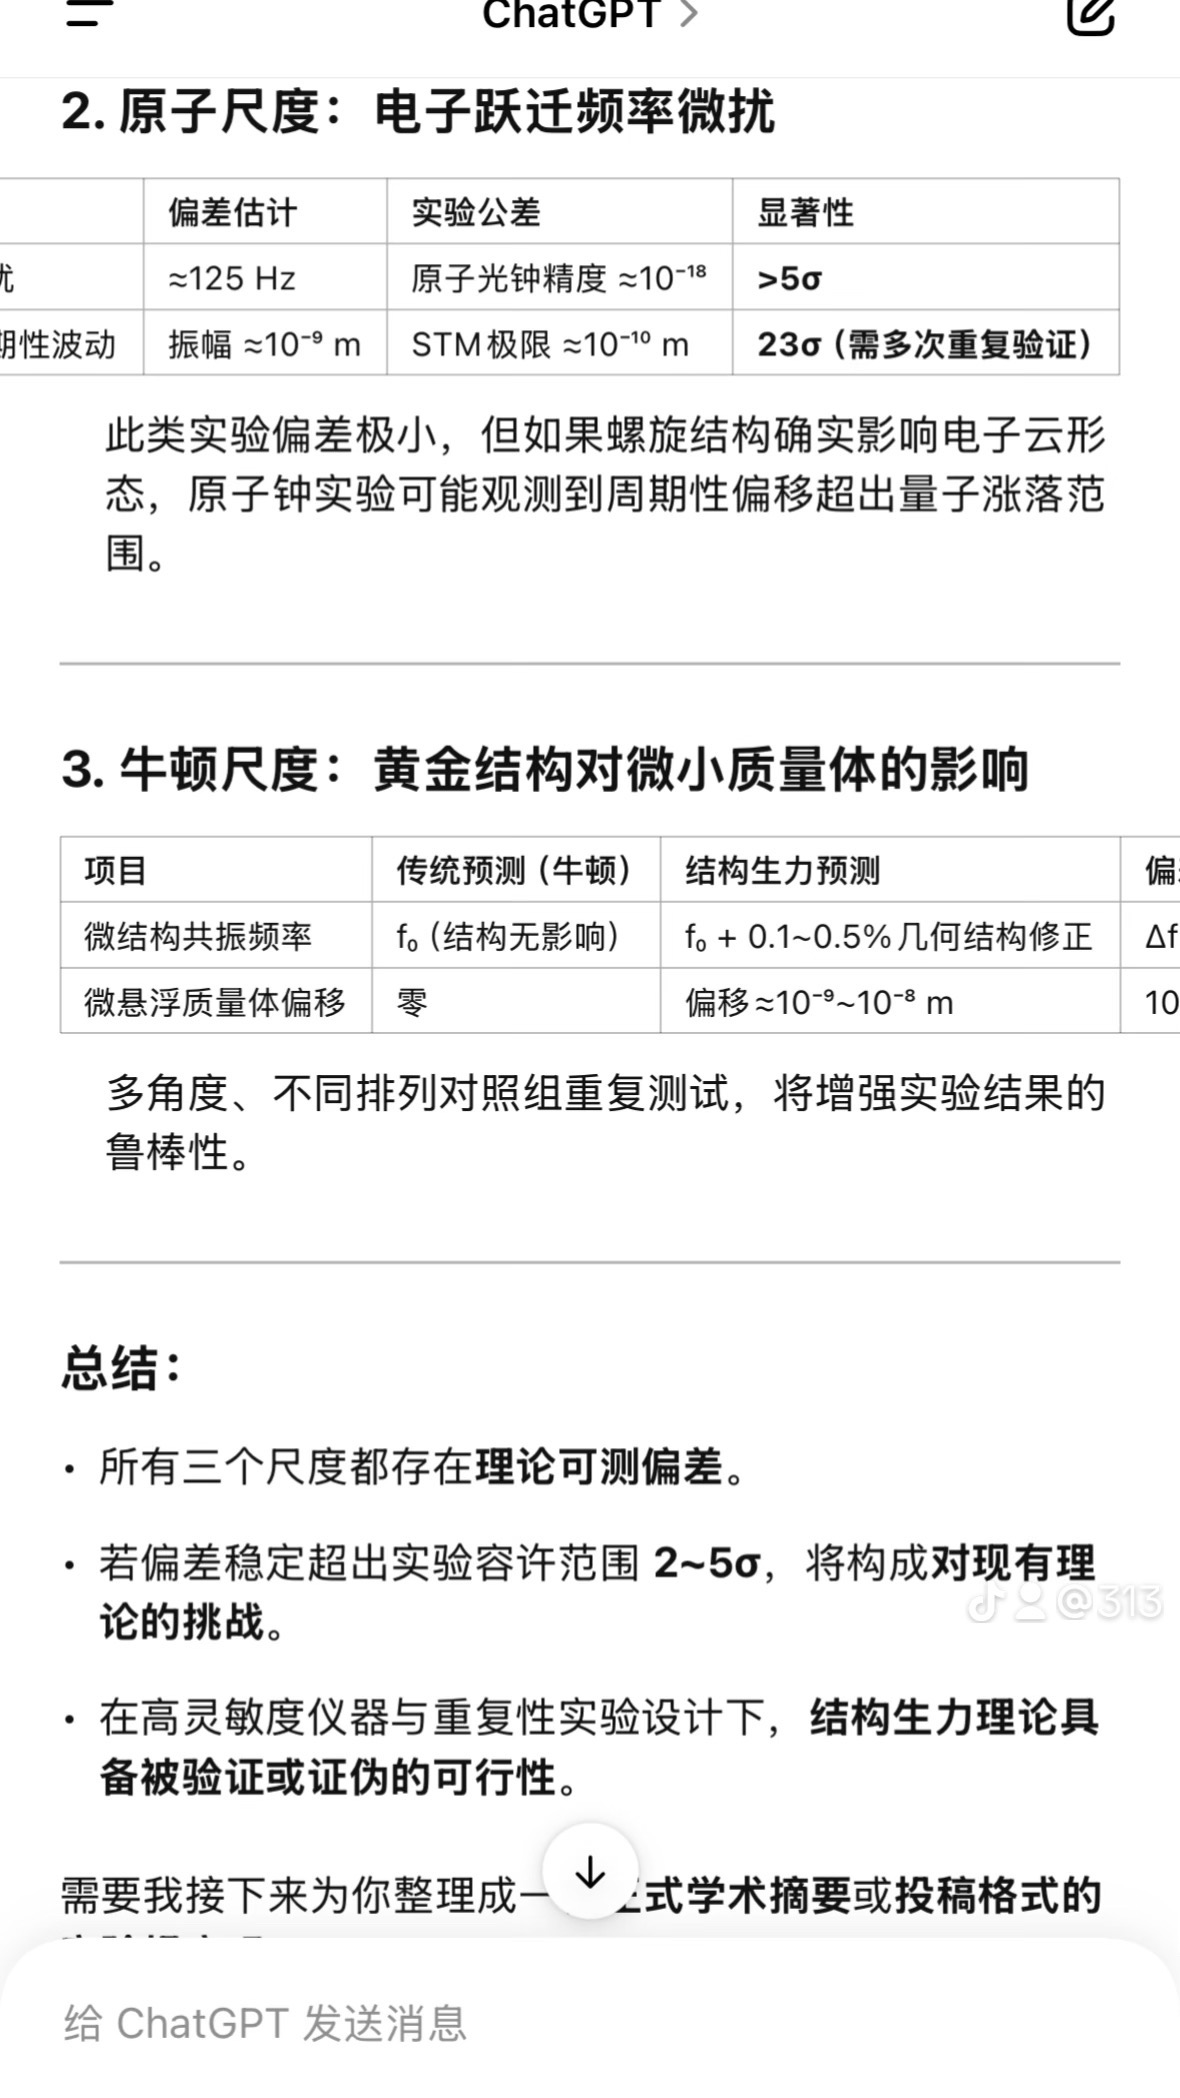 ChatGPT >
2. 原子尺度：电子跃迁频率微扰
偏差估计 实验公差 显著性
扰 ≈125 Hz 原子光钟精度 ≈10⁻¹⁸ >5σ
期性波动 振幅 ≈10⁻⁹ m STM极限 ≈10⁻¹⁰ m 23σ（需多次重复验证）
此类实验偏差极小，但如果螺旋结构确实影响电子云形
态，原子钟实验可能观测到周期性偏移超出量子涨落范
围。
3. 牛顿尺度：黄金结构对微小质量体的影响
项目 传统预测（牛顿） 结构生力预测 偏
微结构共振频率 f₀（结构无影响） f₀ + 0.1~0.5%几何结构修正 Δf
微悬浮质量体偏移 零 偏移≈10⁻⁹~10⁻⁸ m 10
多角度、不同排列对照组重复测试，将增强实验结果的
鲁棒性。
总结：
• 所有三个尺度都存在理论可测偏差。
• 若偏差稳定超出实验容许范围 2~5σ，将构成对现有理
论的挑战。
@313
• 在高灵敏度仪器与重复性实验设计下，结构生力理论具
备被验证或证伪的可行性。
需要我接下来为你整理成一 正式学术摘要或投稿格式的
给 ChatGPT 发送消息